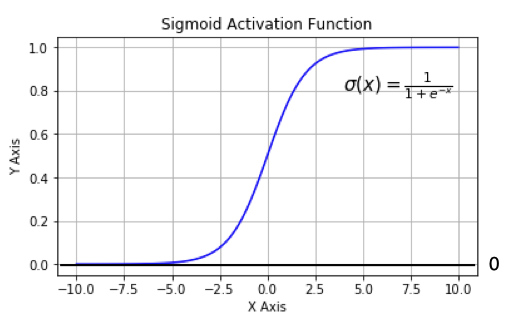 Sigmoid Activation Function
σ(x) = 1/(1 + e^{-x})
Y Axis
1.0
0.8
0.6
0.4
0.2
0.0
0
−10.0 −7.5 −5.0 −2.5 0.0 2.5 5.0 7.5 10.0
X Axis